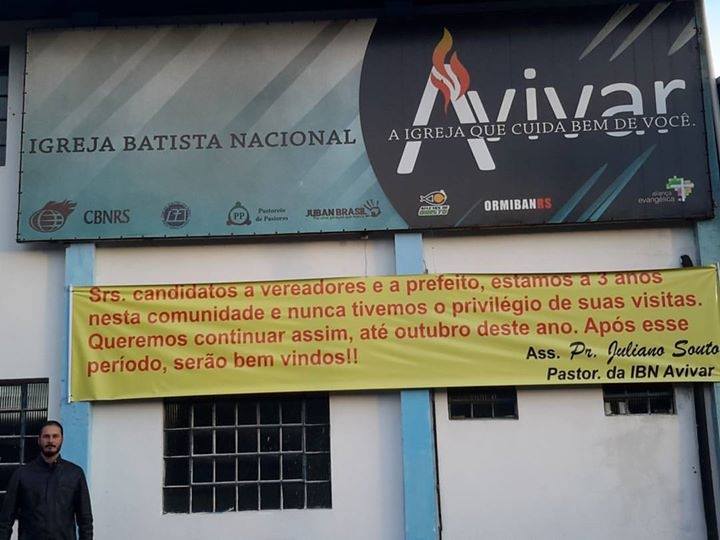 Avivar
IGREJA BATISTA NACIONAL
A IGREJA QUE CUIDA BEM DE VOCÊ.
CBNRS
PP
Pastoreio
de Pastores
JUBAN BRASIL
ORMIBANRS
aliança
evangélica
Srs. candidatos a vereadores e a prefeito, estamos a 3 anos
nesta comunidade e nunca tivemos o privilégio de suas visitas.
Queremos continuar assim, até outubro deste ano. Após esse
período, serão bem vindos!!
Ass. Pr. Juliano Souto
Pastor. da IBN Avivar